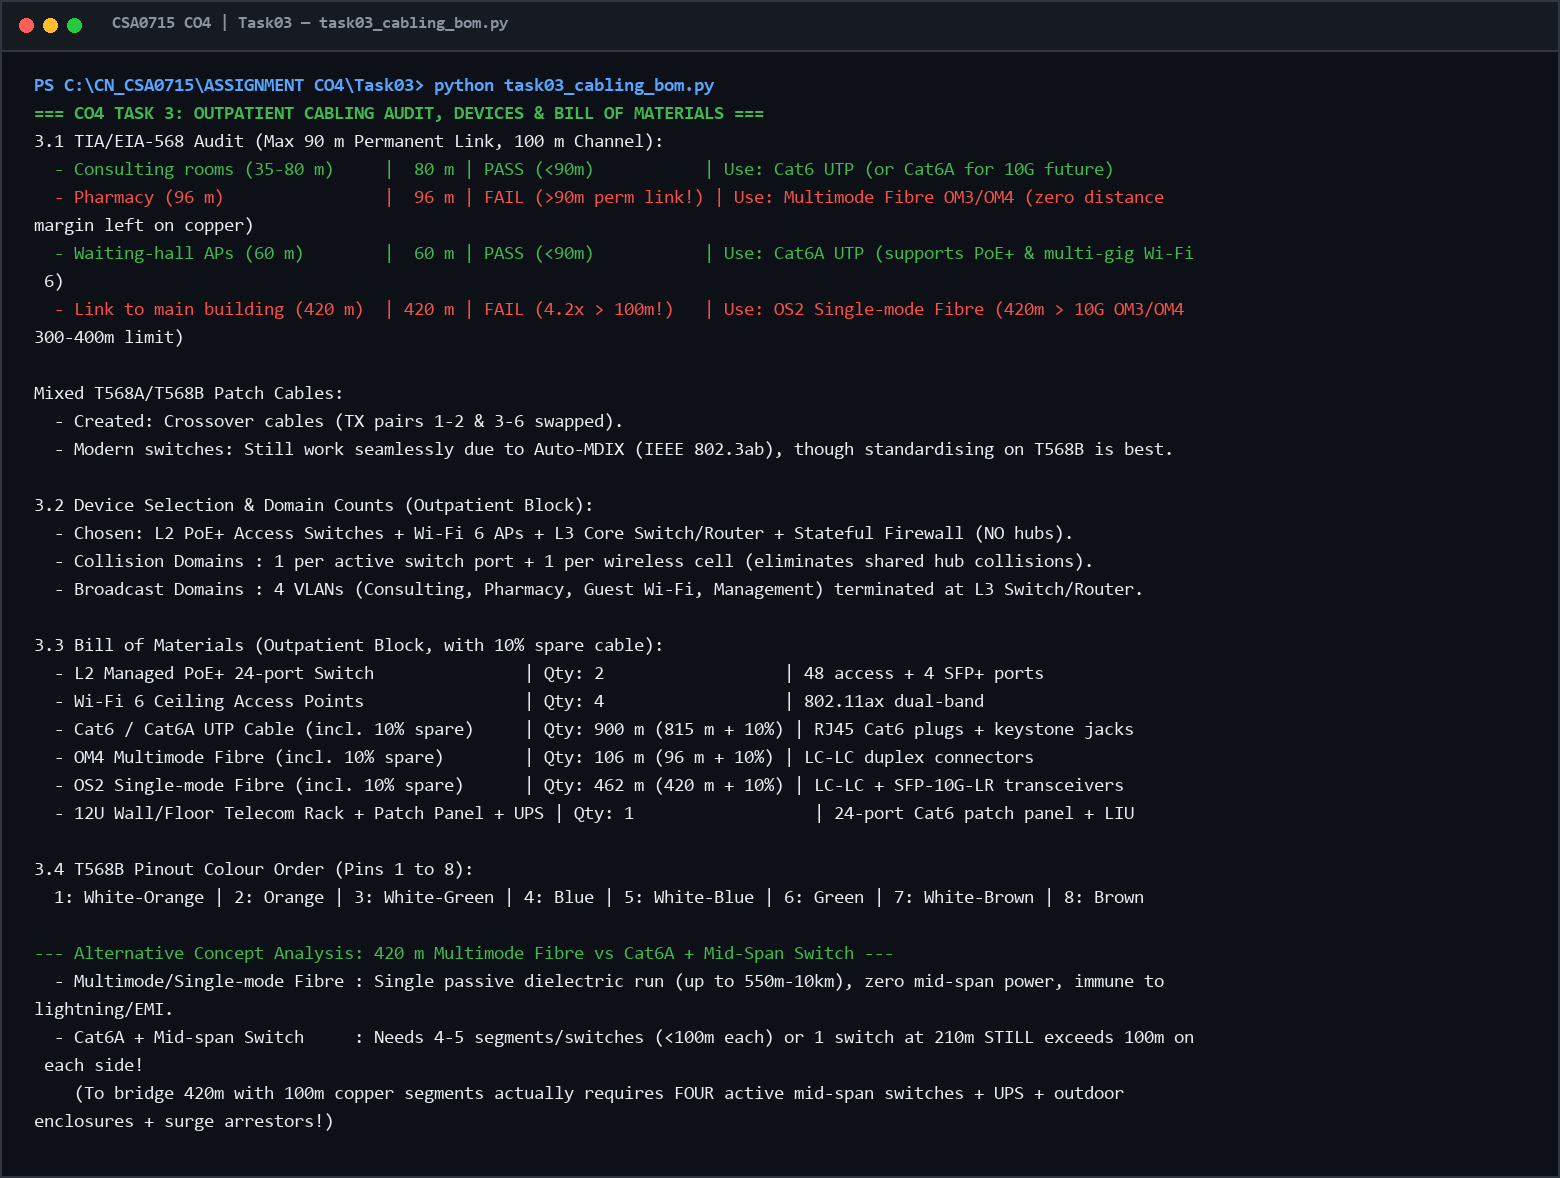 CSA0715 CO4 | Task03 — task03_cabling_bom.py
PS C:\CN_CSA0715\ASSIGNMENT CO4\Task03> python task03_cabling_bom.py
=== CO4 TASK 3: OUTPATIENT CABLING AUDIT, DEVICES & BILL OF MATERIALS ===
3.1 TIA/EIA-568 Audit (Max 90 m Permanent Link, 100 m Channel):
  - Consulting rooms (35-80 m)     |  80 m | PASS (<90m)           | Use: Cat6 UTP (or Cat6A for 10G future)
  - Pharmacy (96 m)                |  96 m | FAIL (>90m perm link!) | Use: Multimode Fibre OM3/OM4 (zero distance
margin left on copper)
  - Waiting-hall APs (60 m)        |  60 m | PASS (<90m)           | Use: Cat6A UTP (supports PoE+ & multi-gig Wi-Fi
 6)
  - Link to main building (420 m)  | 420 m | FAIL (4.2x > 100m!)   | Use: OS2 Single-mode Fibre (420m > 10G OM3/OM4
300-400m limit)
Mixed T568A/T568B Patch Cables:
  - Created: Crossover cables (TX pairs 1-2 & 3-6 swapped).
  - Modern switches: Still work seamlessly due to Auto-MDIX (IEEE 802.3ab), though standardising on T568B is best.
3.2 Device Selection & Domain Counts (Outpatient Block):
  - Chosen: L2 PoE+ Access Switches + Wi-Fi 6 APs + L3 Core Switch/Router + Stateful Firewall (NO hubs).
  - Collision Domains : 1 per active switch port + 1 per wireless cell (eliminates shared hub collisions).
  - Broadcast Domains : 4 VLANs (Consulting, Pharmacy, Guest Wi-Fi, Management) terminated at L3 Switch/Router.
3.3 Bill of Materials (Outpatient Block, with 10% spare cable):
  - L2 Managed PoE+ 24-port Switch               | Qty: 2                  | 48 access + 4 SFP+ ports
  - Wi-Fi 6 Ceiling Access Points                | Qty: 4                  | 802.11ax dual-band
  - Cat6 / Cat6A UTP Cable (incl. 10% spare)     | Qty: 900 m (815 m + 10%) | RJ45 Cat6 plugs + keystone jacks
  - OM4 Multimode Fibre (incl. 10% spare)        | Qty: 106 m (96 m + 10%) | LC-LC duplex connectors
  - OS2 Single-mode Fibre (incl. 10% spare)      | Qty: 462 m (420 m + 10%) | LC-LC + SFP-10G-LR transceivers
  - 12U Wall/Floor Telecom Rack + Patch Panel + UPS | Qty: 1                  | 24-port Cat6 patch panel + LIU
3.4 T568B Pinout Colour Order (Pins 1 to 8):
  1: White-Orange | 2: Orange | 3: White-Green | 4: Blue | 5: White-Blue | 6: Green | 7: White-Brown | 8: Brown
--- Alternative Concept Analysis: 420 m Multimode Fibre vs Cat6A + Mid-Span Switch ---
  - Multimode/Single-mode Fibre : Single passive dielectric run (up to 550m-10km), zero mid-span power, immune to
lightning/EMI.
  - Cat6A + Mid-span Switch     : Needs 4-5 segments/switches (<100m each) or 1 switch at 210m STILL exceeds 100m on
 each side!
    (To bridge 420m with 100m copper segments actually requires FOUR active mid-span switches + UPS + outdoor
enclosures + surge arrestors!)